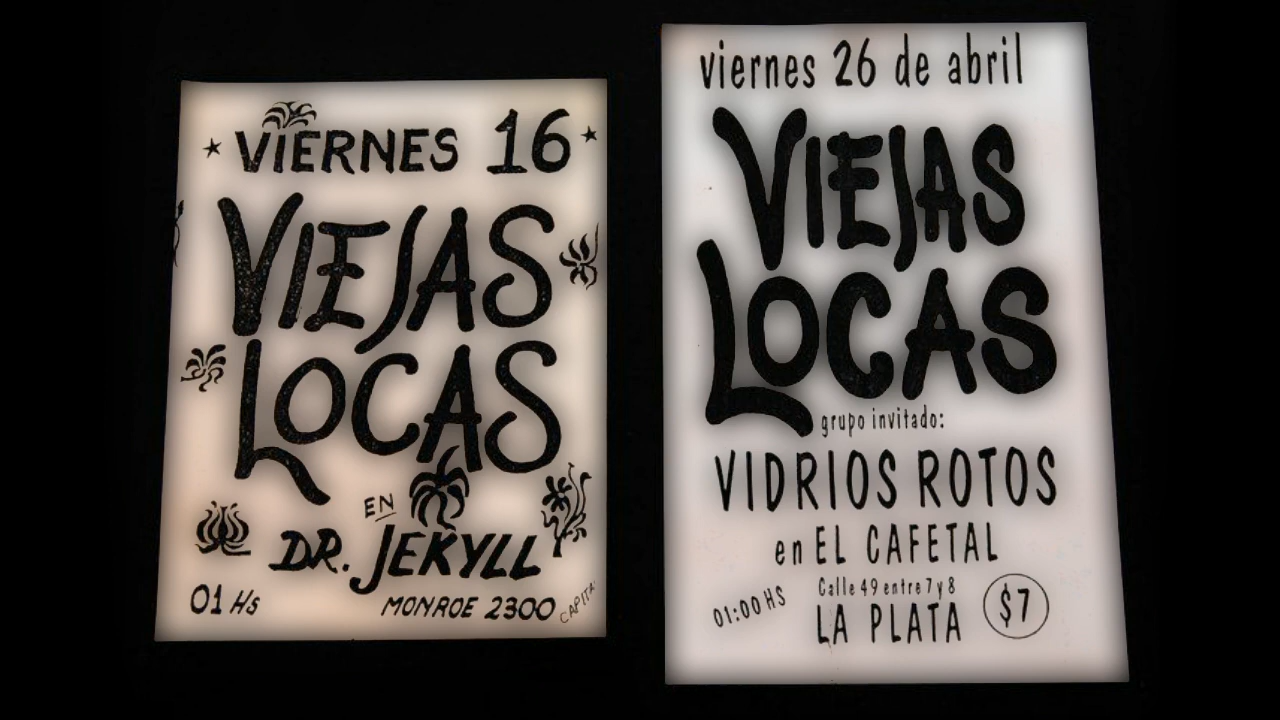 VIERNES 16
VIEJAS
LOCAS
EN
DR. JEKYLL
01 Hs
MONROE 2300
viernes 26 de abril
VIEJAS
LOCAS
grupo invitado:
VIDRIOS ROTOS
en EL CAFETAL
Calle 49 entre 7 y 8
01:00 HS
LA PLATA
$7